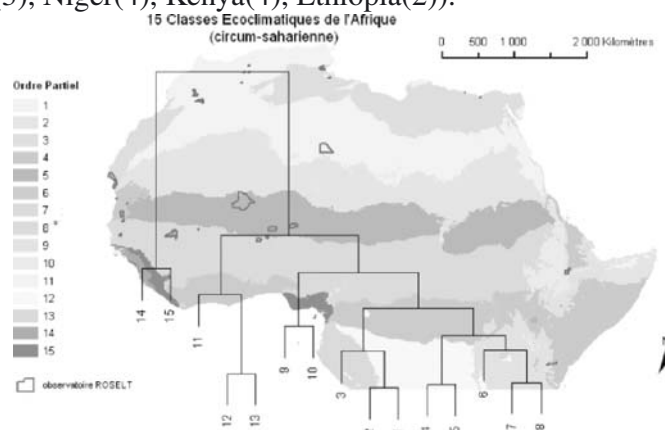 (3), Niger(4), Kenya(4), Ethiopia(2)).
15 Classes Ecoclimatiques de l'Afrique
(circum-saharienne)
0 500 1 000 2 000 Kilomètres
Ordre Partiel
1
2
3
4
5
6
7
8 *
9
10
11
12
13
14
15
observatoire ROSELT
N
14 15 11 9 10 3 6
12 13 7 8